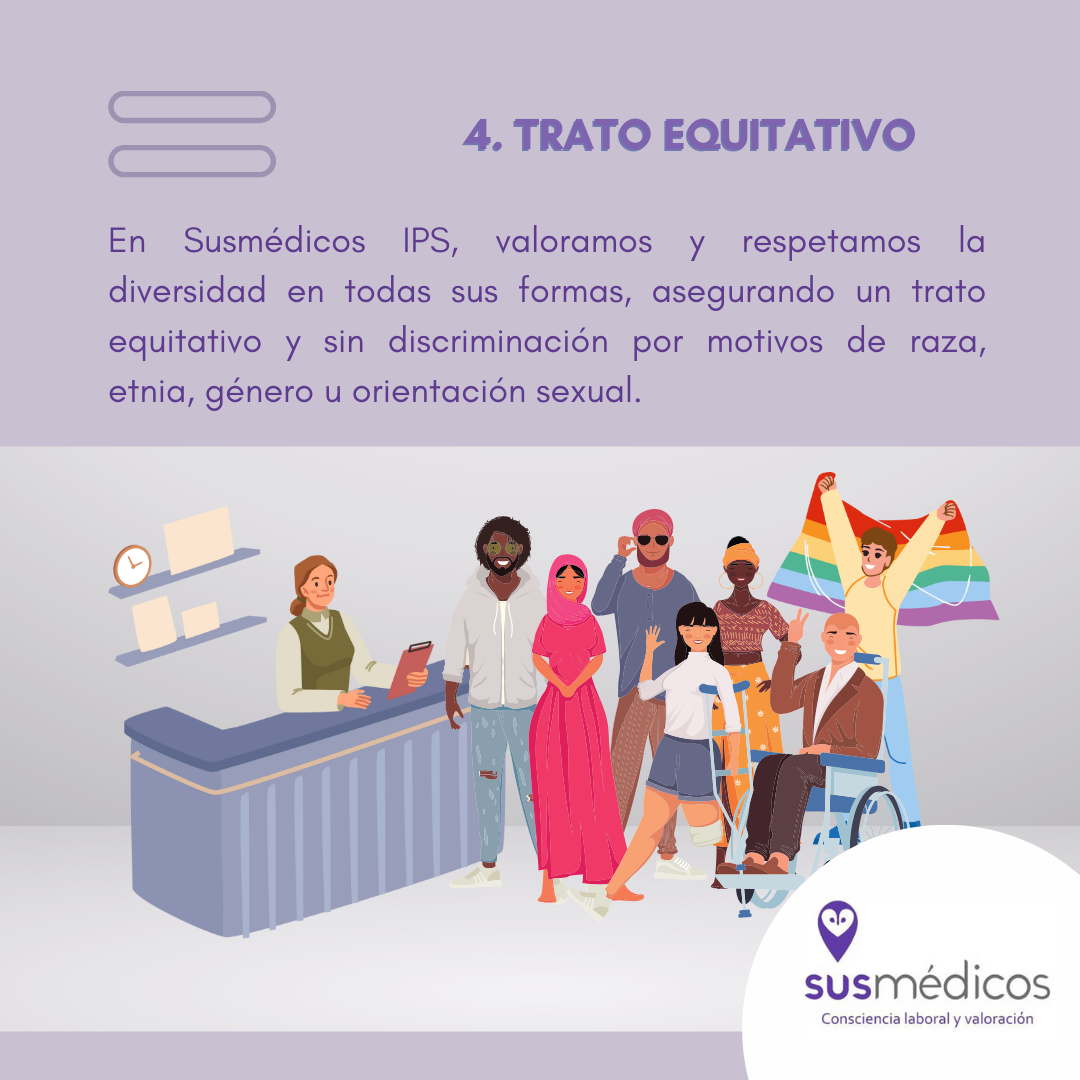 4. TRATO EQUITATIVO
En Susmédicos IPS, valoramos y respetamos la
diversidad en todas sus formas, asegurando un trato
equitativo y sin discriminación por motivos de raza,
etnia, género u orientación sexual.
susmédicos
Consciencia laboral y valoración